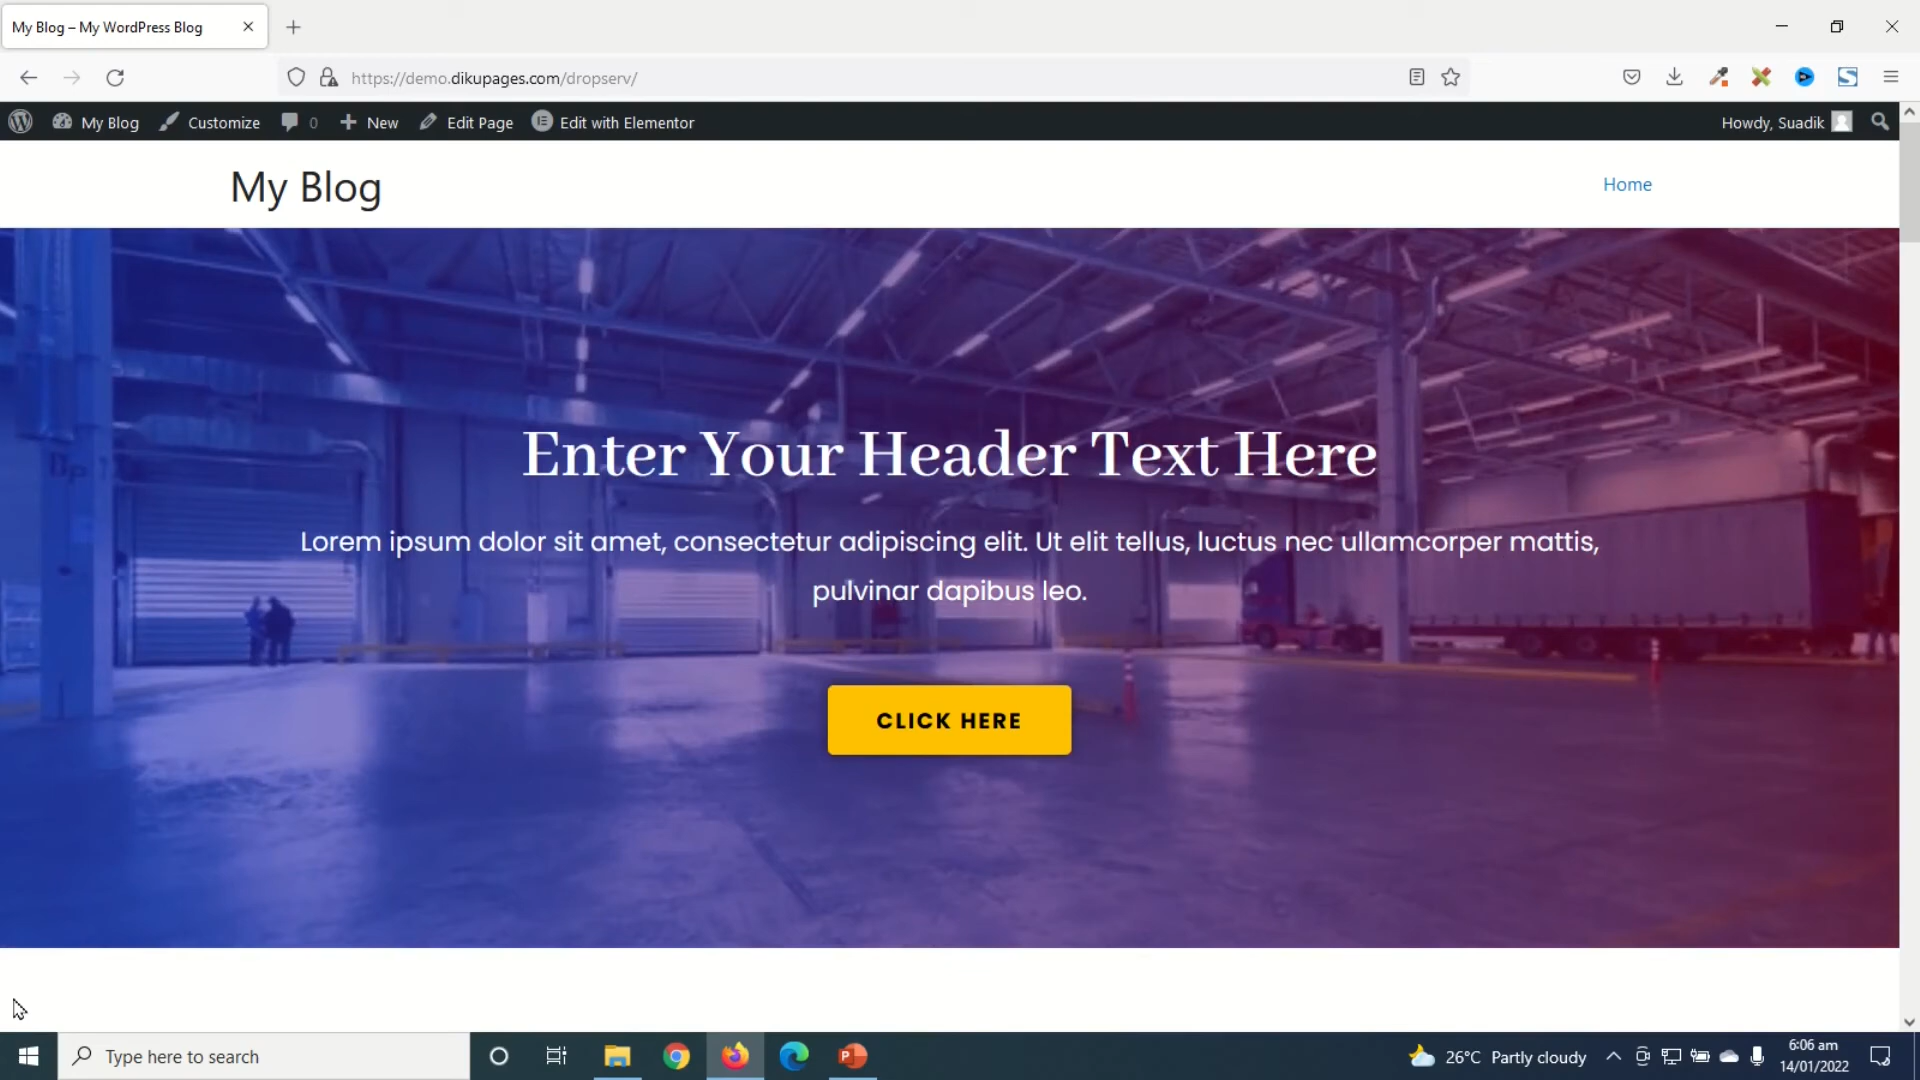 My Blog – My WordPress Blog
https://demo.dikupages.com/dropserv/
My Blog Customize 0 New Edit Page Edit with Elementor Howdy, Suadik
My Blog Home
Enter Your Header Text Here
Lorem ipsum dolor sit amet, consectetur adipiscing elit. Ut elit tellus, luctus nec ullamcorper mattis,
pulvinar dapibus leo.
CLICK HERE
Type here to search
26°C Partly cloudy
6:06 am
14/01/2022